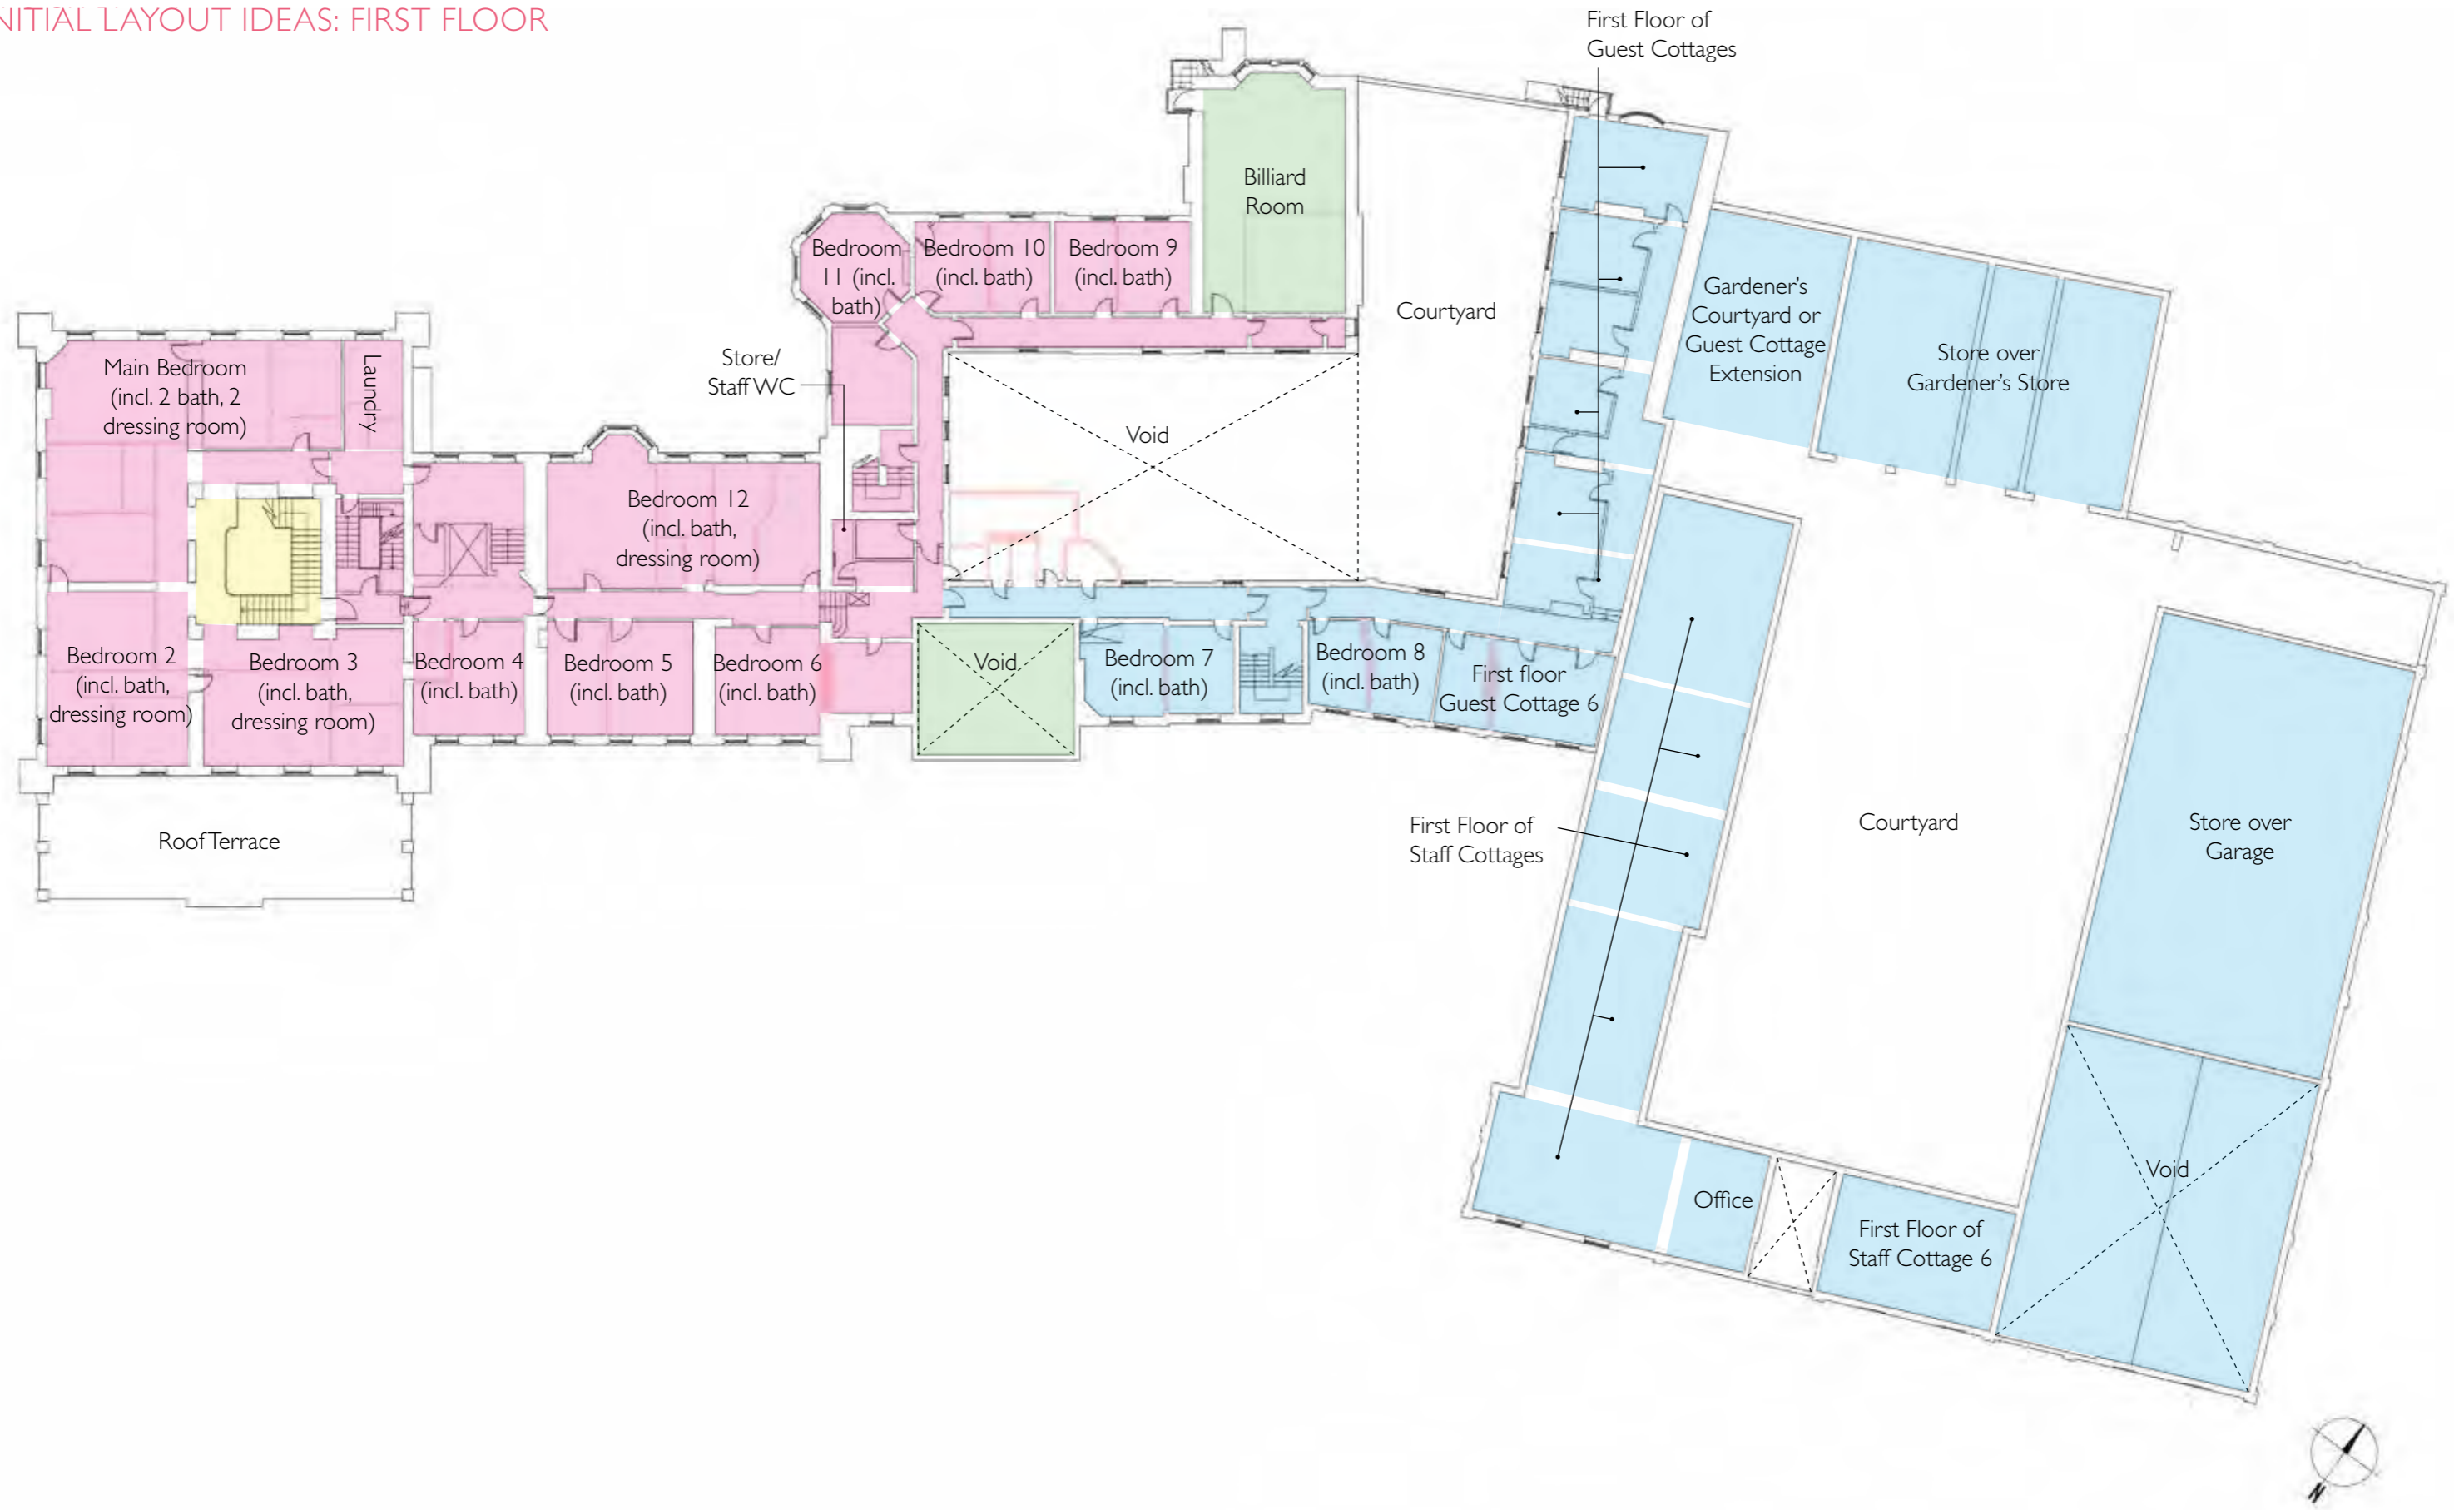 NITIAL LAYOUT IDEAS: FIRST FLOOR
First Floor of
Guest Cottages
Billiard
Room
Bedroom
11 (incl.
bath)
Bedroom 10
(incl. bath)
Bedroom 9
(incl. bath)
Courtyard
Gardener's
Courtyard or
Guest Cottage
Extension
Store over
Gardener's Store
Main Bedroom
(incl. 2 bath, 2
dressing room)
Laundry
Store/
Staff WC
Void
Bedroom 12
(incl. bath,
dressing room)
Bedroom 2
(incl. bath,
dressing room)
Bedroom 3
(incl. bath,
dressing room)
Bedroom 4
(incl. bath)
Bedroom 5
(incl. bath)
Bedroom 6
(incl. bath)
Void
Bedroom 7
(incl. bath)
Bedroom 8
(incl. bath)
First floor
Guest Cottage 6
Roof Terrace
First Floor of
Staff Cottages
Courtyard
Store over
Garage
Void
Office
First Floor of
Staff Cottage 6
N